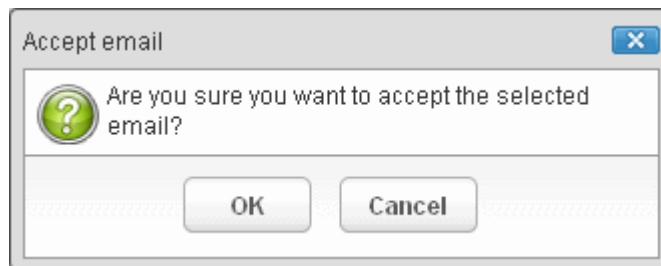 Accept email
Are you sure you want to accept the selected
email?
OK
Cancel